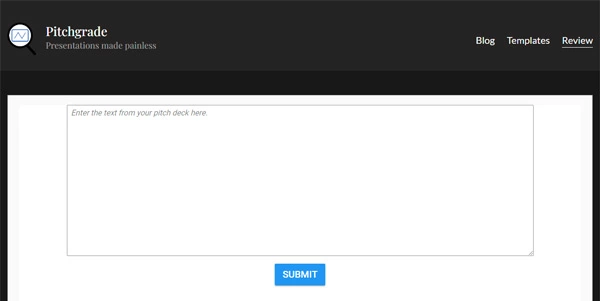 Pitchgrade
Presentations made painless
Blog Templates Review
Enter the text from your pitch deck here.
SUBMIT